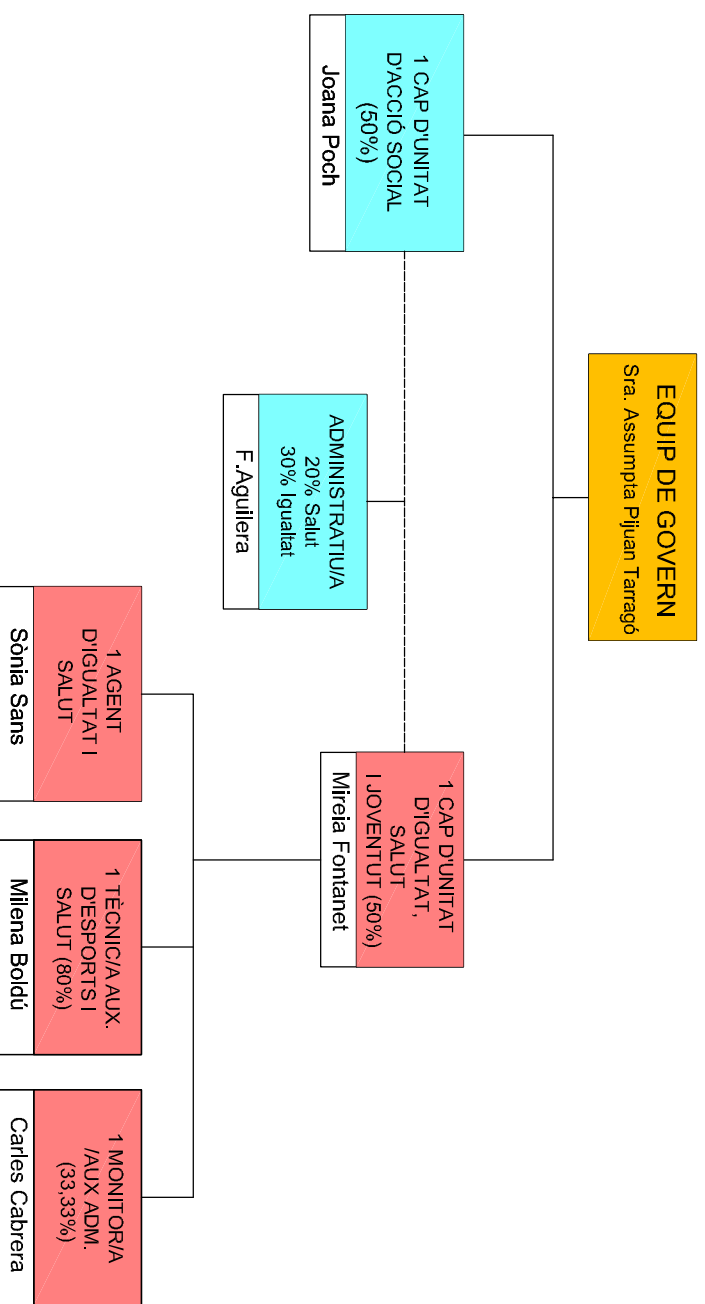 EQUIP DE GOVERN
Sra. Assumpta Pijuan Tarragó
1 CAP D'UNITAT
D'ACCIÓ SOCIAL
(50%)
Joana Poch
1 CAP D'UNITAT
D'IGUALTAT,
SALUT
I JOVENTUT (50%)
Mireia Fontanet
ADMINISTRATIU/A
20% Salut
30% Igualtat
F.Aguilera
1 AGENT
D'IGUALTAT I
SALUT
Sònia Sans
1 TÈCNIC/A AUX.
D'ESPORTS I
SALUT (80%)
Milena Boldú
1 MONITOR/A
/AUX ADM.
(33,33%)
Carles Cabrera